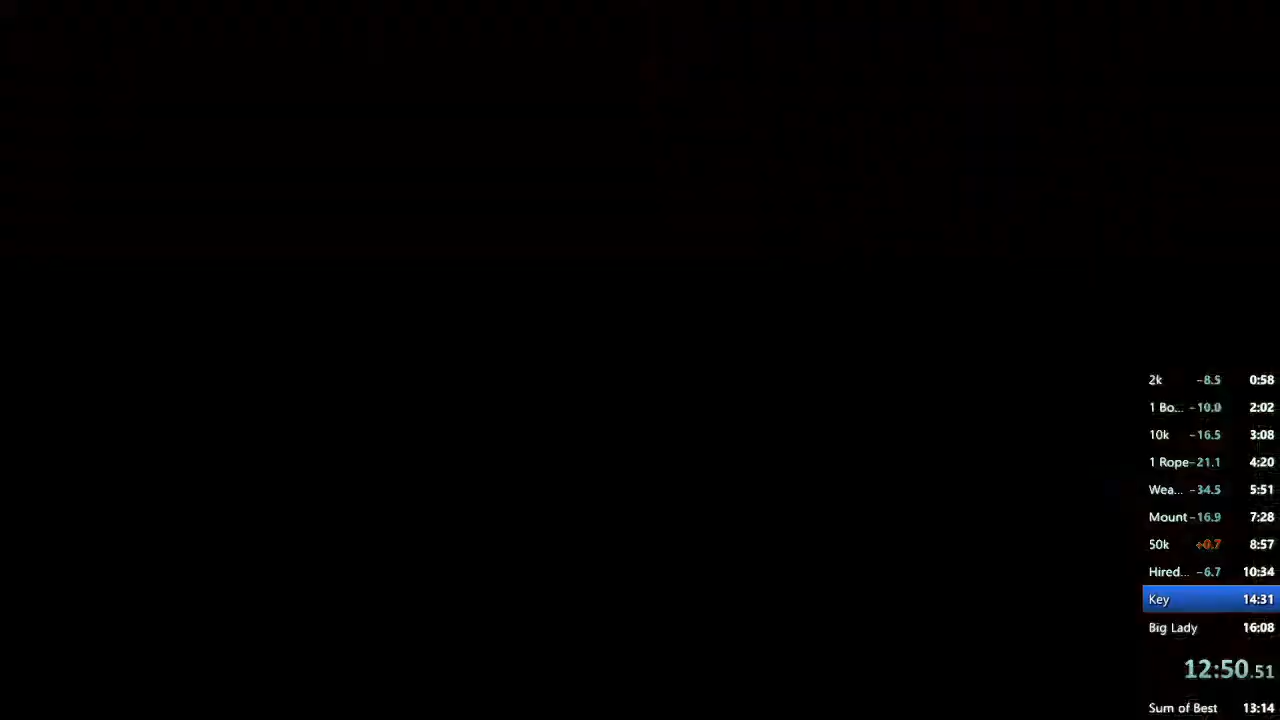 2k -8.5 0:58
1 Bo... -10.0 2:02
10k -16.5 3:08
1 Rope -21.1 4:20
Wea... -34.5 5:51
Mount -16.9 7:28
50k +0.7 8:57
Hired... -6.7 10:34
Key 14:31
Big Lady 16:08
12:50.51
Sum of Best 13:14